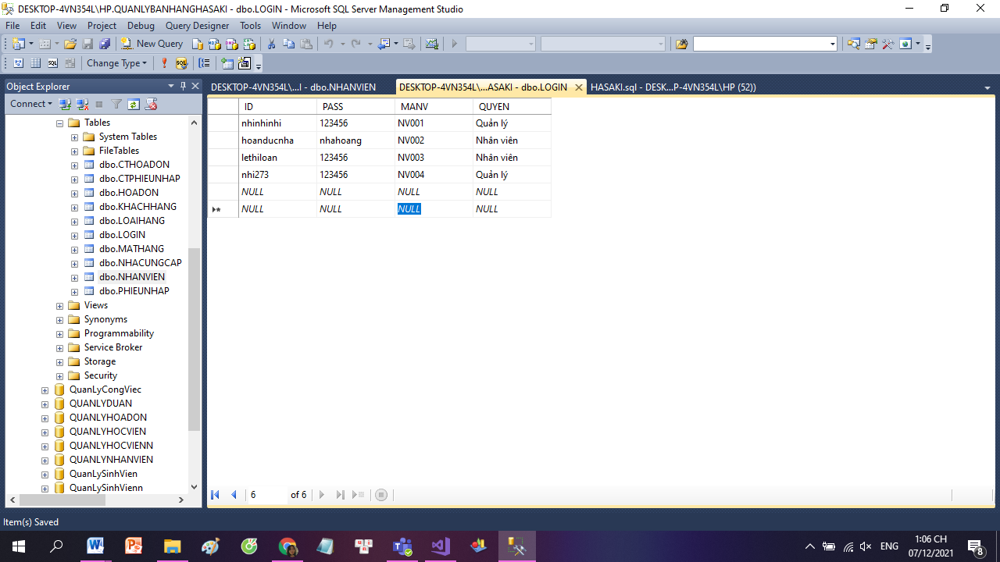 DESKTOP-4VN354L\HP.QUANLYBANHANGHASAKI - dbo.LOGIN - Microsoft SQL Server Management Studio
File Edit View Project Debug Query Designer Tools Window Help
New Query
Change Type
Object Explorer
Connect
Tables
System Tables
FileTables
dbo.CTHOADON
dbo.CTPHIEUNHAP
dbo.HOADON
dbo.KHACHHANG
dbo.LOAIHANG
dbo.LOGIN
dbo.MATHANG
dbo.NHACUNGCAP
dbo.NHANVIEN
dbo.PHIEUNHAP
Views
Synonyms
Programmability
Service Broker
Storage
Security
QuanLyCongViec
QUANLYDUAN
QUANLYHOADON
QUANLYHOCVIEN
QUANLYHOCVIENN
QUANLYNHANVIEN
QuanLySinhVien
QuanLySinhVienn
DESKTOP-4VN354L\...I - dbo.NHANVIEN DESKTOP-4VN354L\...ASAKI - dbo.LOGIN HASAKI.sql - DESK...P-4VN354L\HP (52))
ID PASS MANV QUYEN
nhinhinhi 123456 NV001 Quản lý
hoanducnha nhahoang NV002 Nhân viên
lethiloan 123456 NV003 Nhân viên
nhi273 123456 NV004 Quản lý
NULL NULL NULL NULL
NULL NULL NULL NULL
6 of 6
Item(s) Saved
ENG
1:06 CH
07/12/2021
8